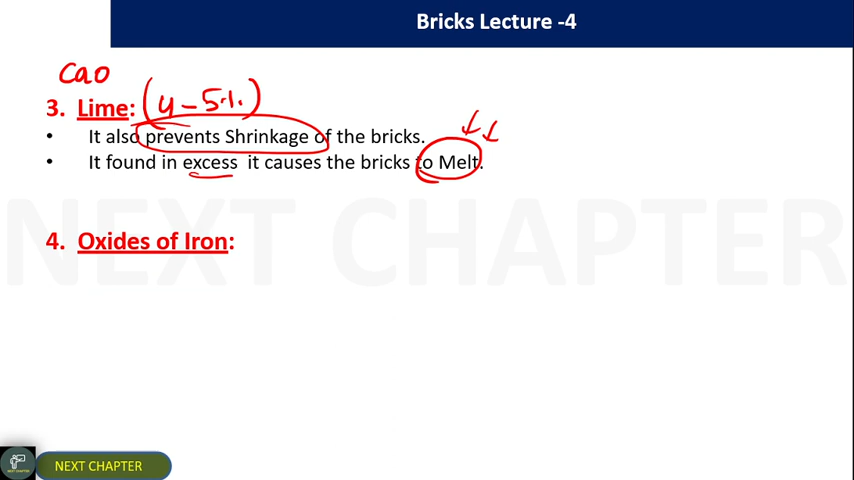 Bricks Lecture -4
CaO
3. Lime: (4-5%)
• It also prevents Shrinkage of the bricks.
• It found in excess it causes the bricks to Melt.
NEXT CHAPTER
4. Oxides of Iron:
NEXT CHAPTER